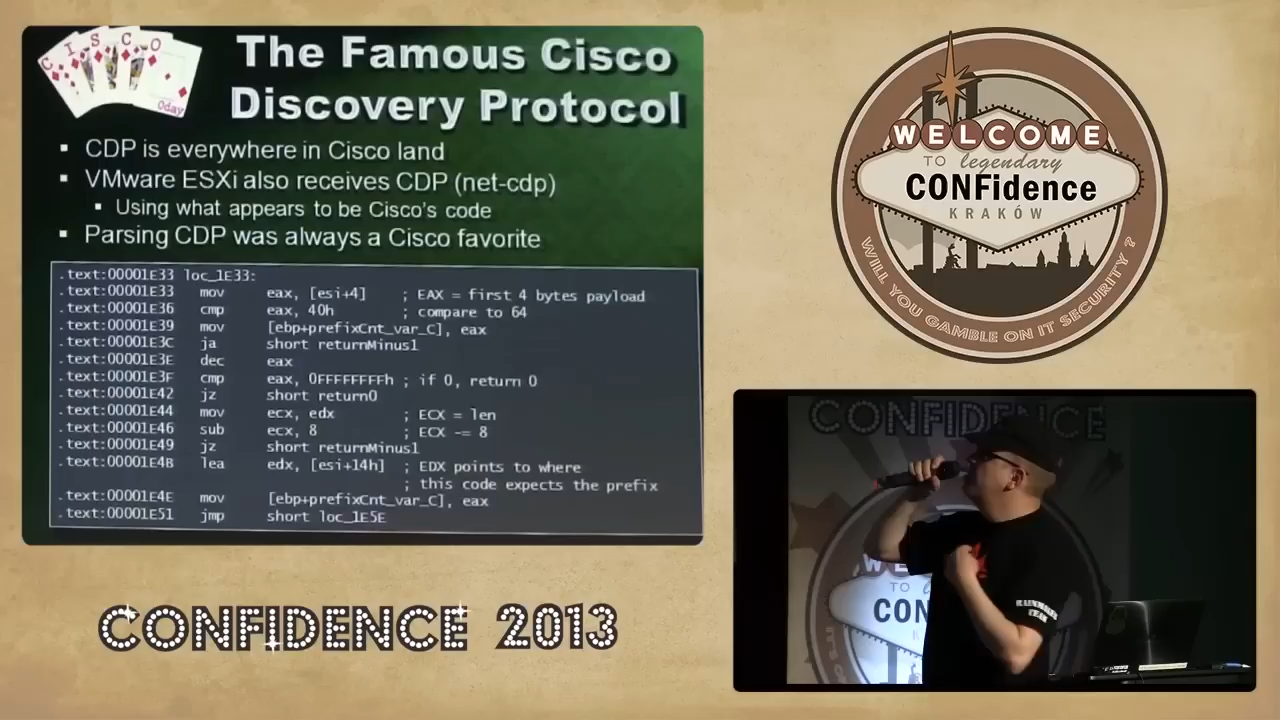 CISCO
0day
The Famous Cisco
Discovery Protocol
▪ CDP is everywhere in Cisco land
▪ VMware ESXi also receives CDP (net-cdp)
▪ Using what appears to be Cisco's code
▪ Parsing CDP was always a Cisco favorite
.text:00001E33 loc_1E33:
.text:00001E33 mov eax, [esi+4] ; EAX = first 4 bytes payload
.text:00001E36 cmp eax, 40h ; compare to 64
.text:00001E39 mov [ebp+prefixCnt_var_C], eax
.text:00001E3C ja short returnMinus1
.text:00001E3E dec eax
.text:00001E3F cmp eax, 0FFFFFFFFh ; if 0, return 0
.text:00001E42 jz short return0
.text:00001E44 mov ecx, edx ; ECX = len
.text:00001E46 sub ecx, 8 ; ECX -= 8
.text:00001E49 jz short returnMinus1
.text:00001E4B lea edx, [esi+14h] ; EDX points to where
; this code expects the prefix
.text:00001E4E mov [ebp+prefixCnt_var_C], eax
.text:00001E51 jmp short loc_1E5E
CONFIDENCE 2013
WELCOME
TO legendary
CONFidence
KRAKÓW
WILL YOU GAMBLE ON IT SECURITY ?
CONFIDENCE
WE
TO
CON
K
TEAM